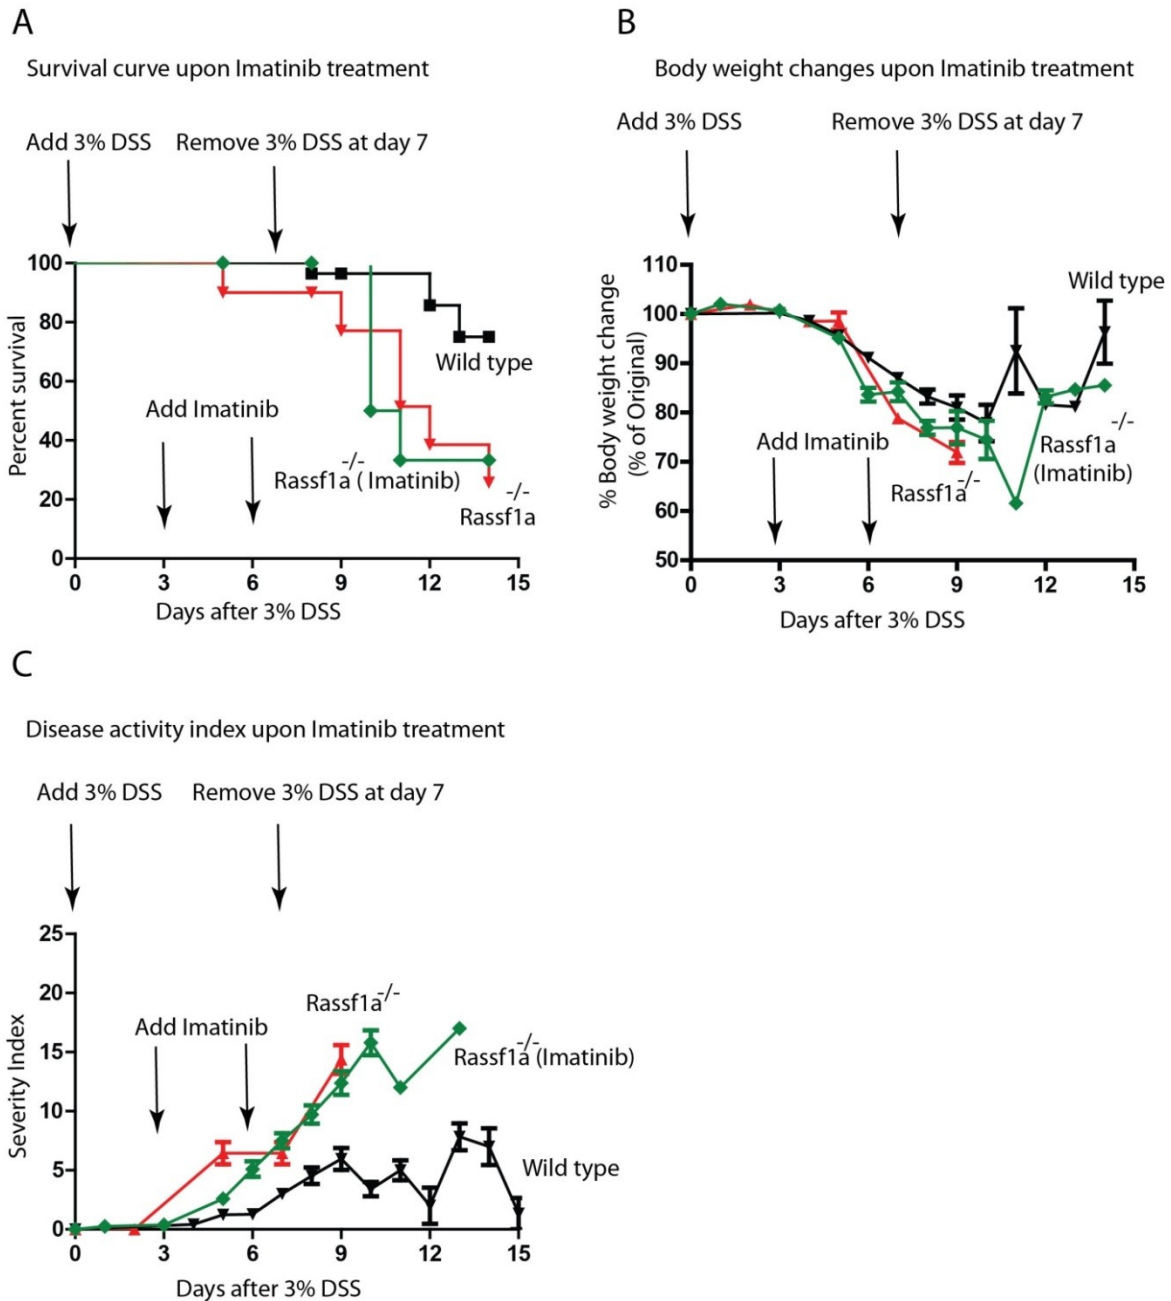 A
Survival curve upon Imatinib treatment
Add 3% DSS
Remove 3% DSS at day 7
100
80
60
40
20
0
Percent survival
Wild type
Add Imatinib
Rassf1a -/- (Imatinib)
Rassf1a -/-
0 3 6 9 12 15
Days after 3% DSS
B
Body weight changes upon Imatinib treatment
Add 3% DSS
Remove 3% DSS at day 7
110
100
90
80
70
60
50
% Body weight change
(% of Original)
Wild type
Add Imatinib
Rassf1a -/-
Rassf1a -/-
(Imatinib)
0 3 6 9 12 15
Days after 3% DSS
C
Disease activity index upon Imatinib treatment
Add 3% DSS
Remove 3% DSS at day 7
25
20
15
10
5
0
Severity Index
Rassf1a -/-
Add Imatinib
Rassf1a -/- (Imatinib)
Wild type
0 3 6 9 12 15
Days after 3% DSS